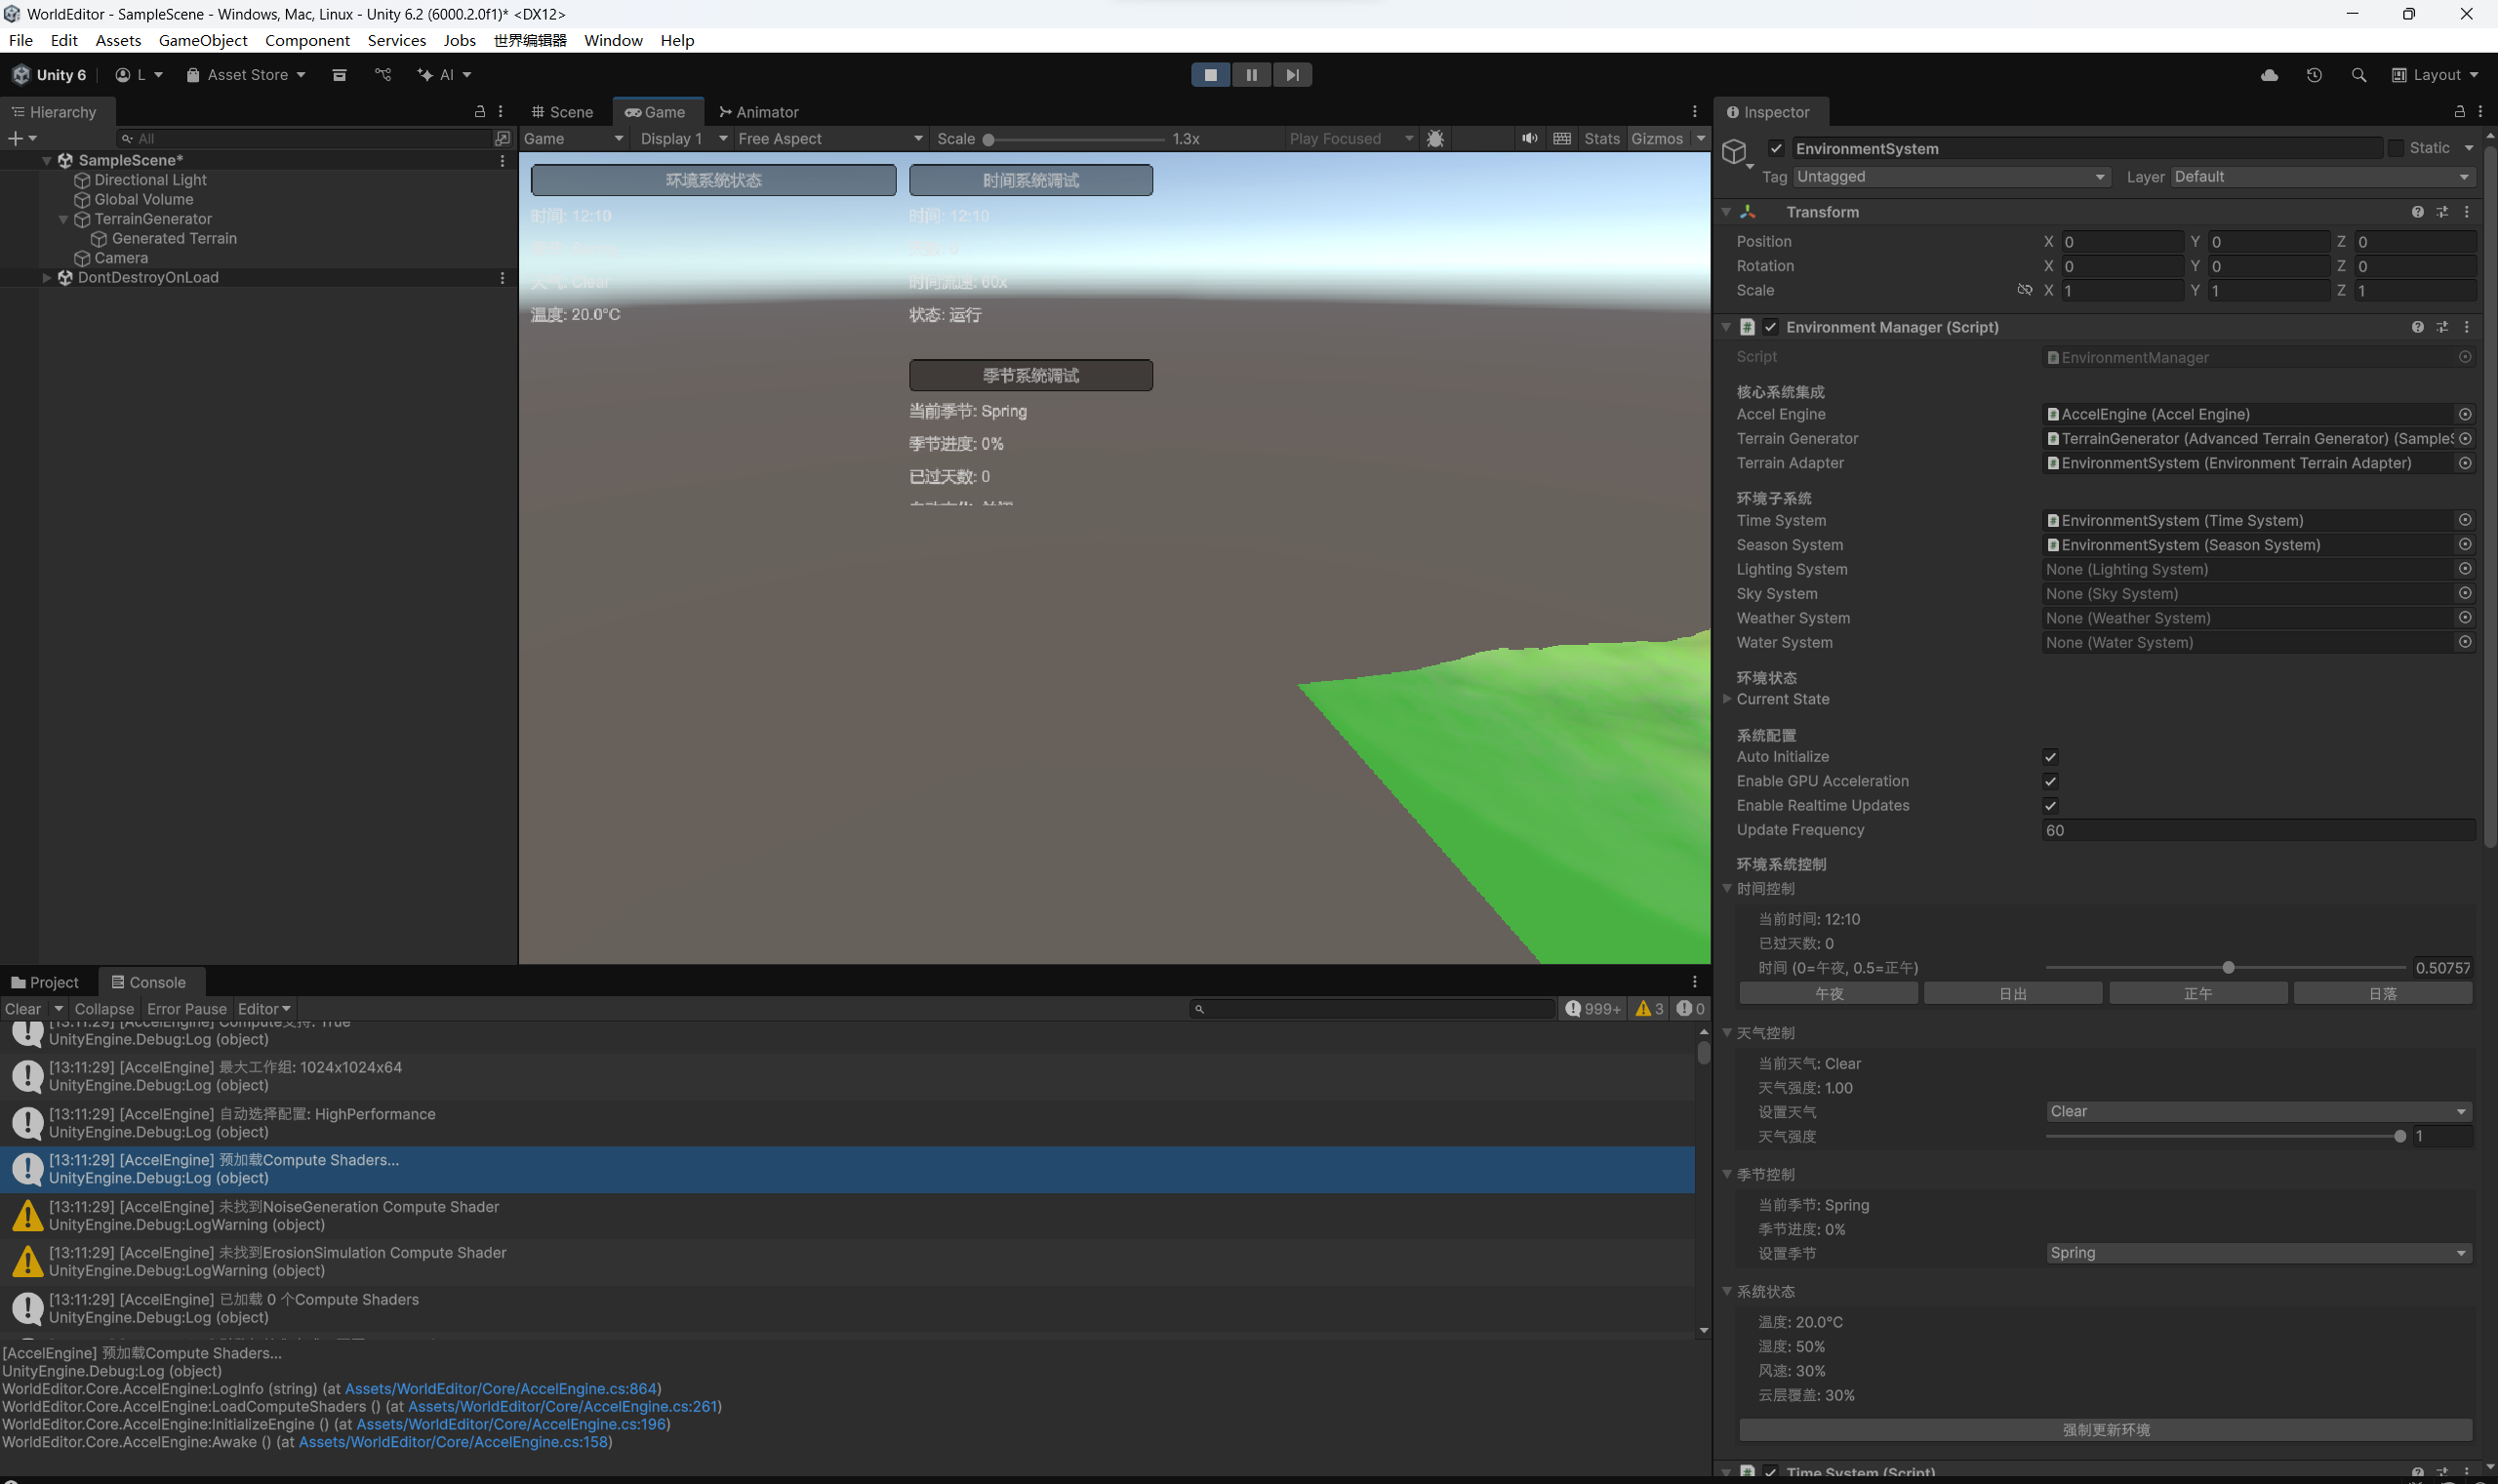 WorldEditor - SampleScene - Windows, Mac, Linux - Unity 6.2 (6000.2.0f1)* <DX12>
File Edit Assets GameObject Component Services Jobs 世界编辑器 Window Help
Unity 6 L Asset Store AI Layout
Hierarchy
All
SampleScene*
Directional Light
Global Volume
TerrainGenerator
Generated Terrain
Camera
DontDestroyOnLoad
Scene Game Animator
Game Display 1 Free Aspect Scale 1.3x Play Focused Stats Gizmos
环境系统状态
时间: 12:10
天气: Clear
温度: 20.0°C
时间系统调试
时间: 12:10
天数: 0
时间流速: 60x
状态: 运行
季节系统调试
当前季节: Spring
季节进度: 0%
已过天数: 0
Inspector
EnvironmentSystem Static
Tag Untagged Layer Default
Transform
Position X 0 Y 0 Z 0
Rotation X 0 Y 0 Z 0
Scale X 1 Y 1 Z 1
Environment Manager (Script)
Script EnvironmentManager
核心系统集成
Accel Engine AccelEngine (Accel Engine)
Terrain Generator TerrainGenerator (Advanced Terrain Generator) (Sample
Terrain Adapter EnvironmentSystem (Environment Terrain Adapter)
环境子系统
Time System EnvironmentSystem (Time System)
Season System EnvironmentSystem (Season System)
Lighting System None (Lighting System)
Sky System None (Sky System)
Weather System None (Weather System)
Water System None (Water System)
环境状态
Current State
系统配置
Auto Initialize
Enable GPU Acceleration
Enable Realtime Updates
Update Frequency 60
环境系统控制
时间控制
当前时间: 12:10
已过天数: 0
时间 (0=午夜, 0.5=正午) 0.50757
午夜 日出 正午 日落
天气控制
当前天气: Clear
天气强度: 1.00
设置天气 Clear
天气强度 1
季节控制
当前季节: Spring
季节进度: 0%
设置季节 Spring
系统状态
温度: 20.0°C
湿度: 50%
风速: 30%
云层覆盖: 30%
强制更新环境
Time System (Script)
Project Console
Clear Collapse Error Pause Editor 999+ 3 0
[13:11:29] [AccelEngine] Compute支持: True
UnityEngine.Debug:Log (object)
[13:11:29] [AccelEngine] 最大工作组: 1024x1024x64
UnityEngine.Debug:Log (object)
[13:11:29] [AccelEngine] 自动选择配置: HighPerformance
UnityEngine.Debug:Log (object)
[13:11:29] [AccelEngine] 预加载Compute Shaders...
UnityEngine.Debug:Log (object)
[13:11:29] [AccelEngine] 未找到NoiseGeneration Compute Shader
UnityEngine.Debug:LogWarning (object)
[13:11:29] [AccelEngine] 未找到ErosionSimulation Compute Shader
UnityEngine.Debug:LogWarning (object)
[13:11:29] [AccelEngine] 已加载 0 个Compute Shaders
UnityEngine.Debug:Log (object)
[AccelEngine] 预加载Compute Shaders...
UnityEngine.Debug:Log (object)
WorldEditor.Core.AccelEngine:LogInfo (string) (at Assets/WorldEditor/Core/AccelEngine.cs:864)
WorldEditor.Core.AccelEngine:LoadComputeShaders () (at Assets/WorldEditor/Core/AccelEngine.cs:261)
WorldEditor.Core.AccelEngine:InitializeEngine () (at Assets/WorldEditor/Core/AccelEngine.cs:196)
WorldEditor.Core.AccelEngine:Awake () (at Assets/WorldEditor/Core/AccelEngine.cs:158)